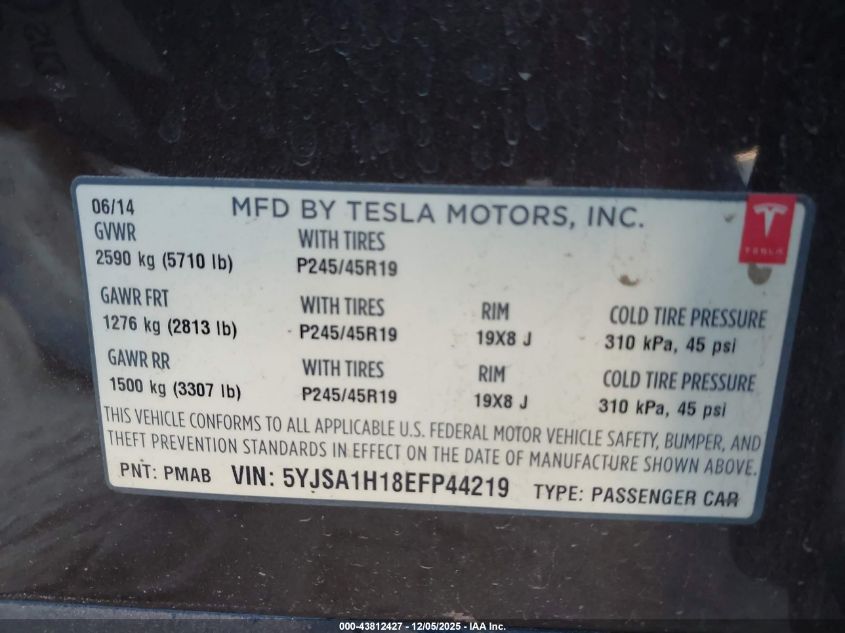 06/14 MFD BY TESLA MOTORS, INC.
TESLA
GVWR WITH TIRES
2590 kg (5710 lb) P245/45R19
GAWR FRT WITH TIRES RIM COLD TIRE PRESSURE
1276 kg (2813 lb) P245/45R19 19X8 J 310 kPa, 45 psi
GAWR RR WITH TIRES RIM COLD TIRE PRESSURE
1500 kg (3307 lb) P245/45R19 19X8 J 310 kPa, 45 psi
THIS VEHICLE CONFORMS TO ALL APPLICABLE U.S. FEDERAL MOTOR VEHICLE SAFETY, BUMPER, AND
THEFT PREVENTION STANDARDS IN EFFECT ON THE DATE OF MANUFACTURE SHOWN ABOVE.
PNT: PMAB VIN: 5YJSA1H18EFP44219 TYPE: PASSENGER CAR
000-43812427 - 12/05/2025 - IAA Inc.